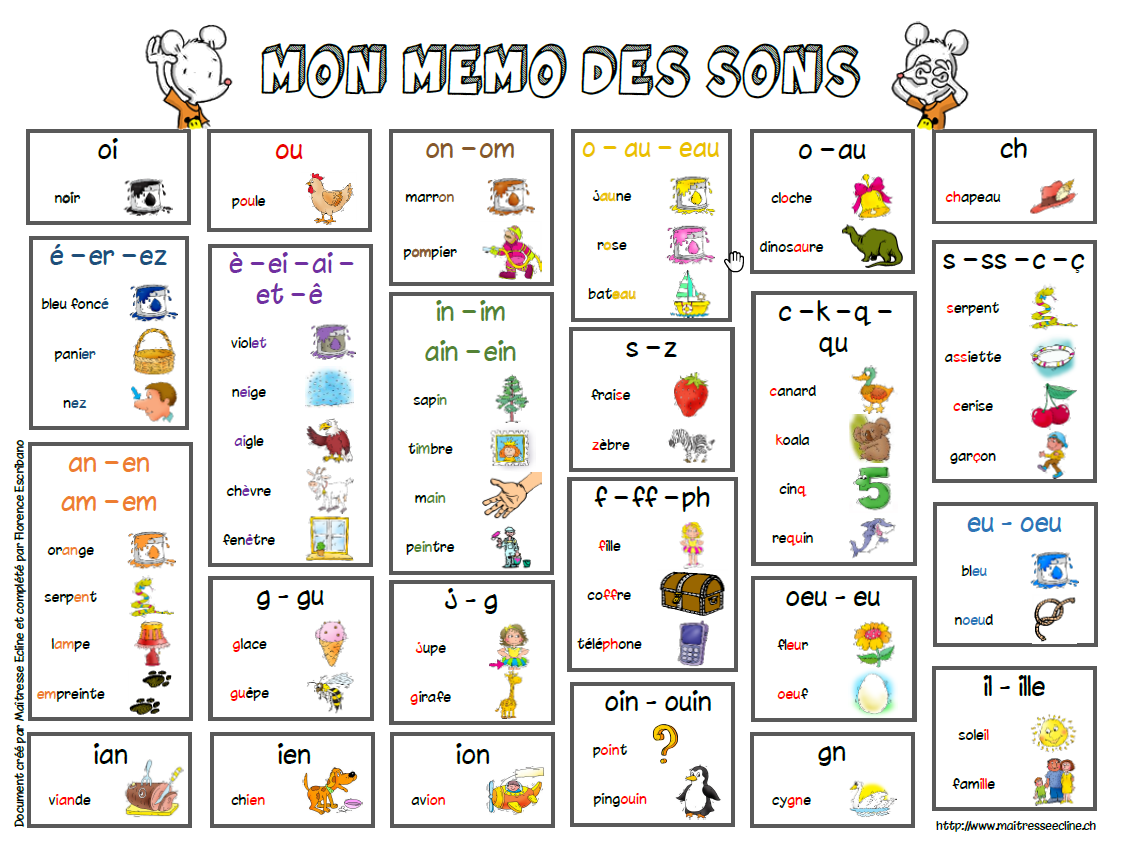 MON MEMO DES SONS
oi
noir
ou
poule
on – om
marron
pompier
o – au – eau
jaune
rose
bateau
o – au
cloche
dinosaure
ch
chapeau
é – er – ez
bleu foncé
panier
nez
è – ei – ai –
et – ê
violet
neige
aigle
chèvre
fenêtre
in – im
ain – ein
sapin
timbre
main
peintre
s – z
fraise
zèbre
c – k – q –
qu
canard
koala
cinq
5
requin
s – ss – c – ç
serpent
assiette
cerise
garçon
an – en
am – em
orange
serpent
lampe
empreinte
g – gu
glace
guêpe
j – g
jupe
girafe
f – ff – ph
fille
coffre
téléphone
oeu – eu
fleur
oeuf
eu – oeu
bleu
noeud
ian
viande
ien
chien
ion
avion
oin – ouin
point
?
pingouin
gn
cygne
il – ille
soleil
famille
Document créé par Maîtresse Ecline et complété par Florence Escribano
http://www.maitresseecline.ch